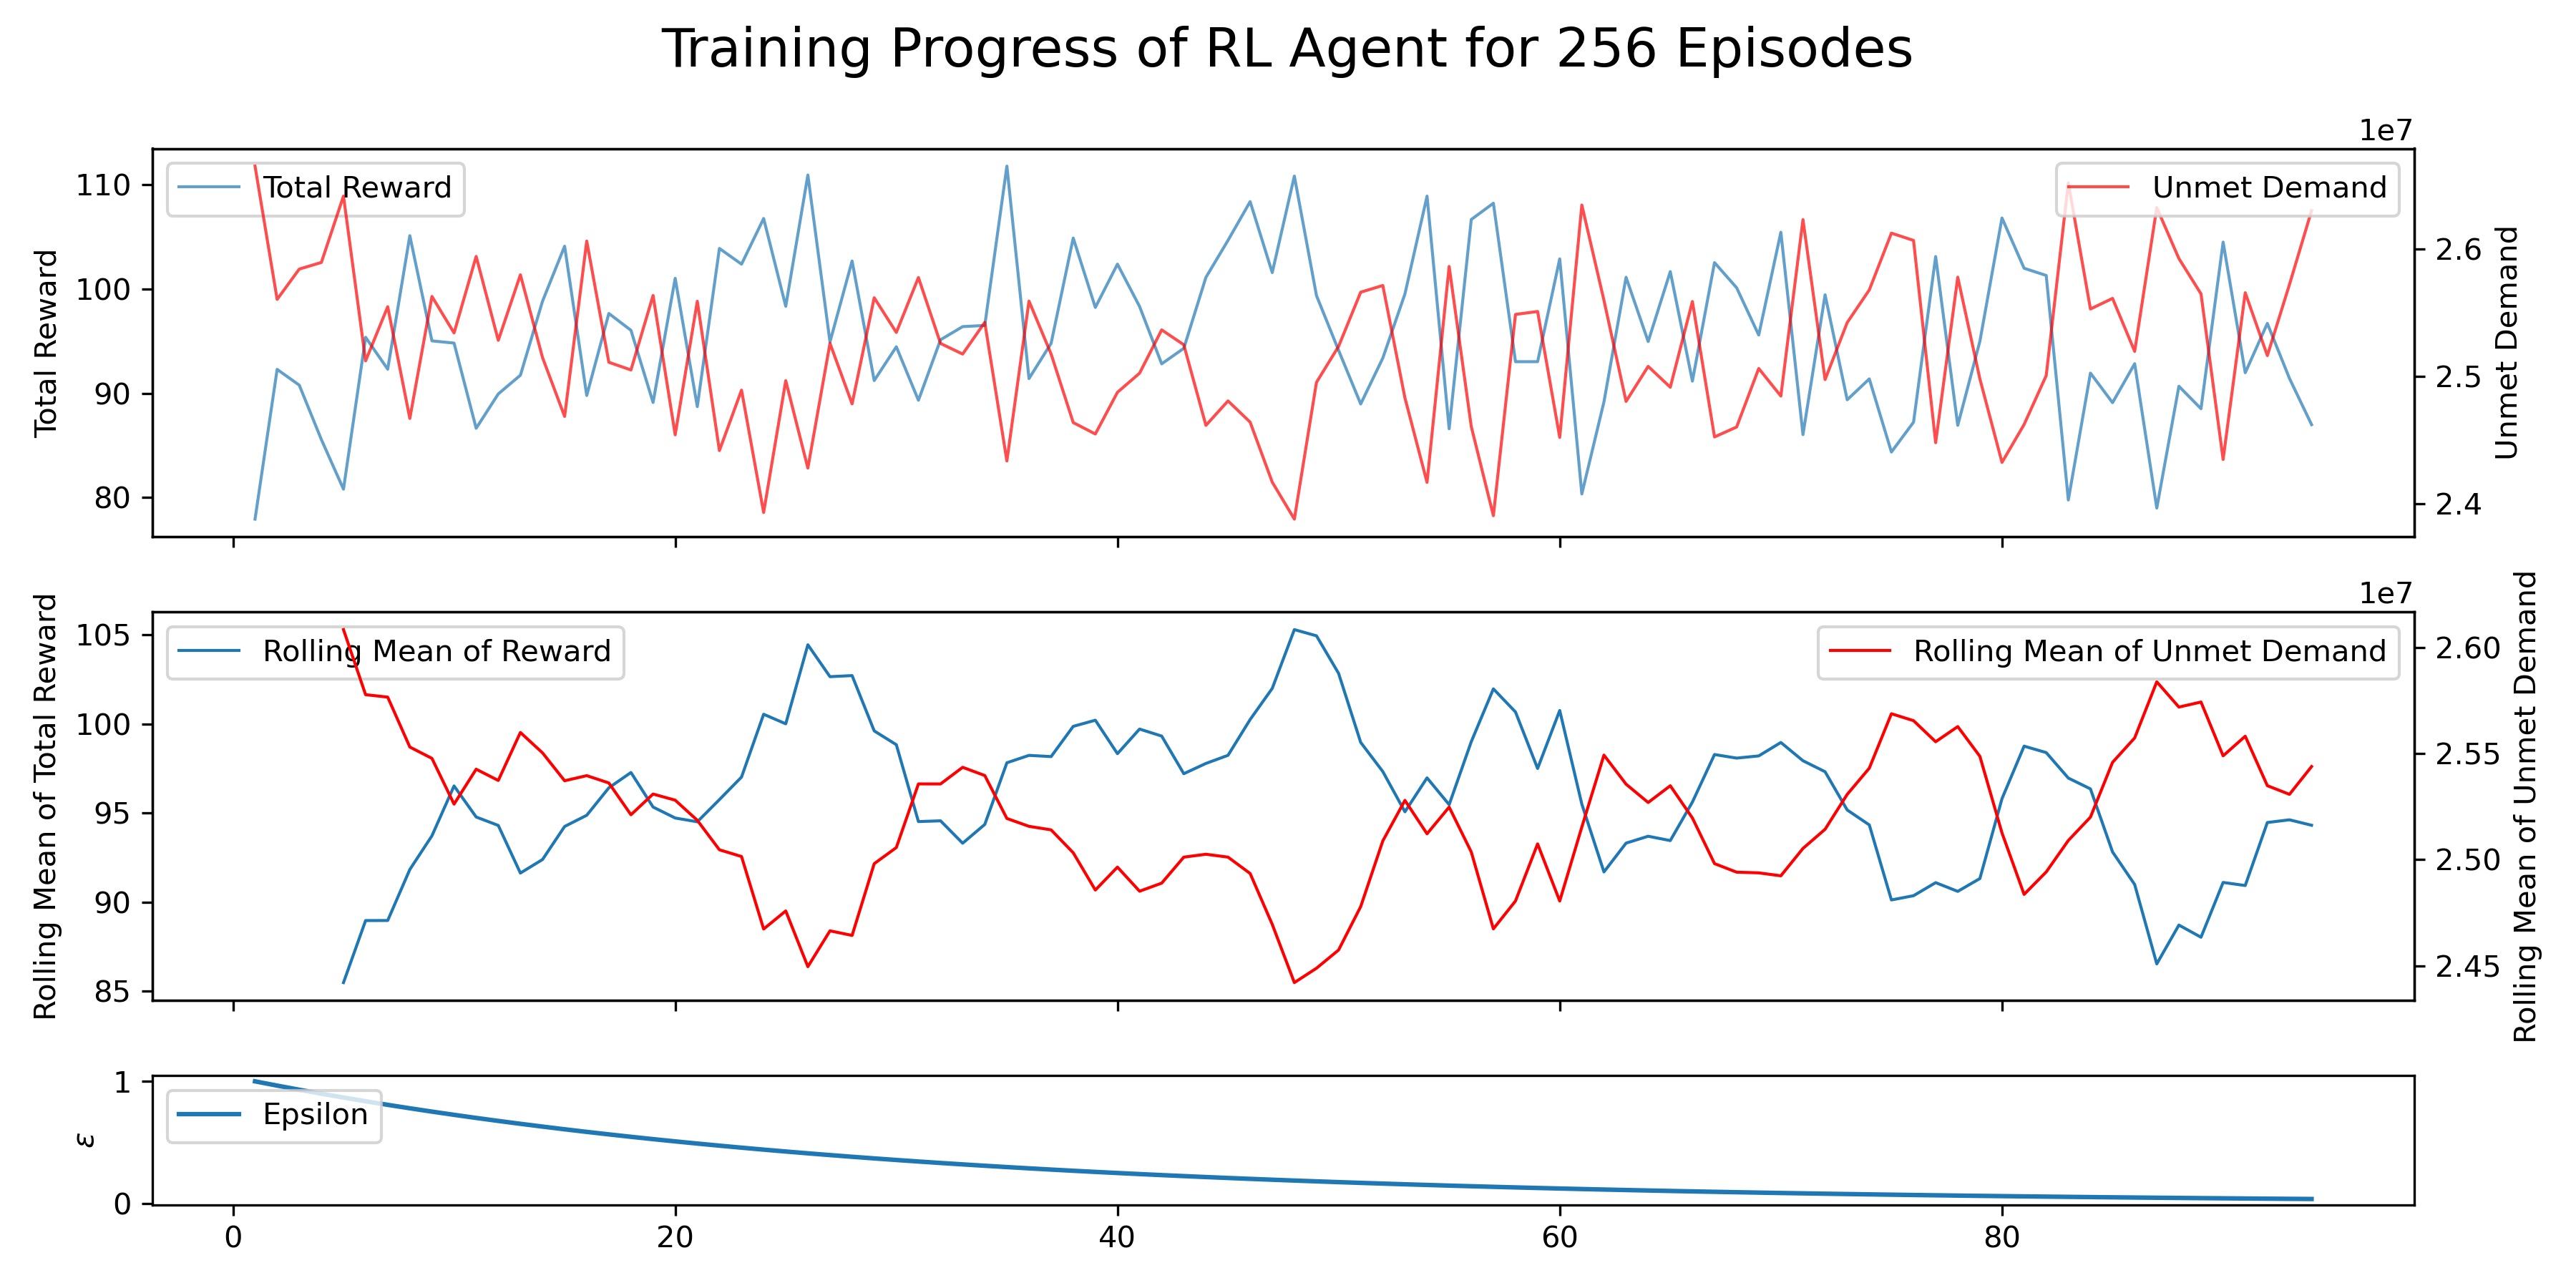 Training Progress of RL Agent for 256 Episodes
1e7
Total Reward
Unmet Demand
110
100
90
80
Total Reward
2.6
2.5
2.4
Unmet Demand
1e7
Rolling Mean of Reward
Rolling Mean of Unmet Demand
105
100
95
90
85
Rolling Mean of Total Reward
2.60
2.55
2.50
2.45
Rolling Mean of Unmet Demand
1
0
ε
Epsilon
0 20 40 60 80